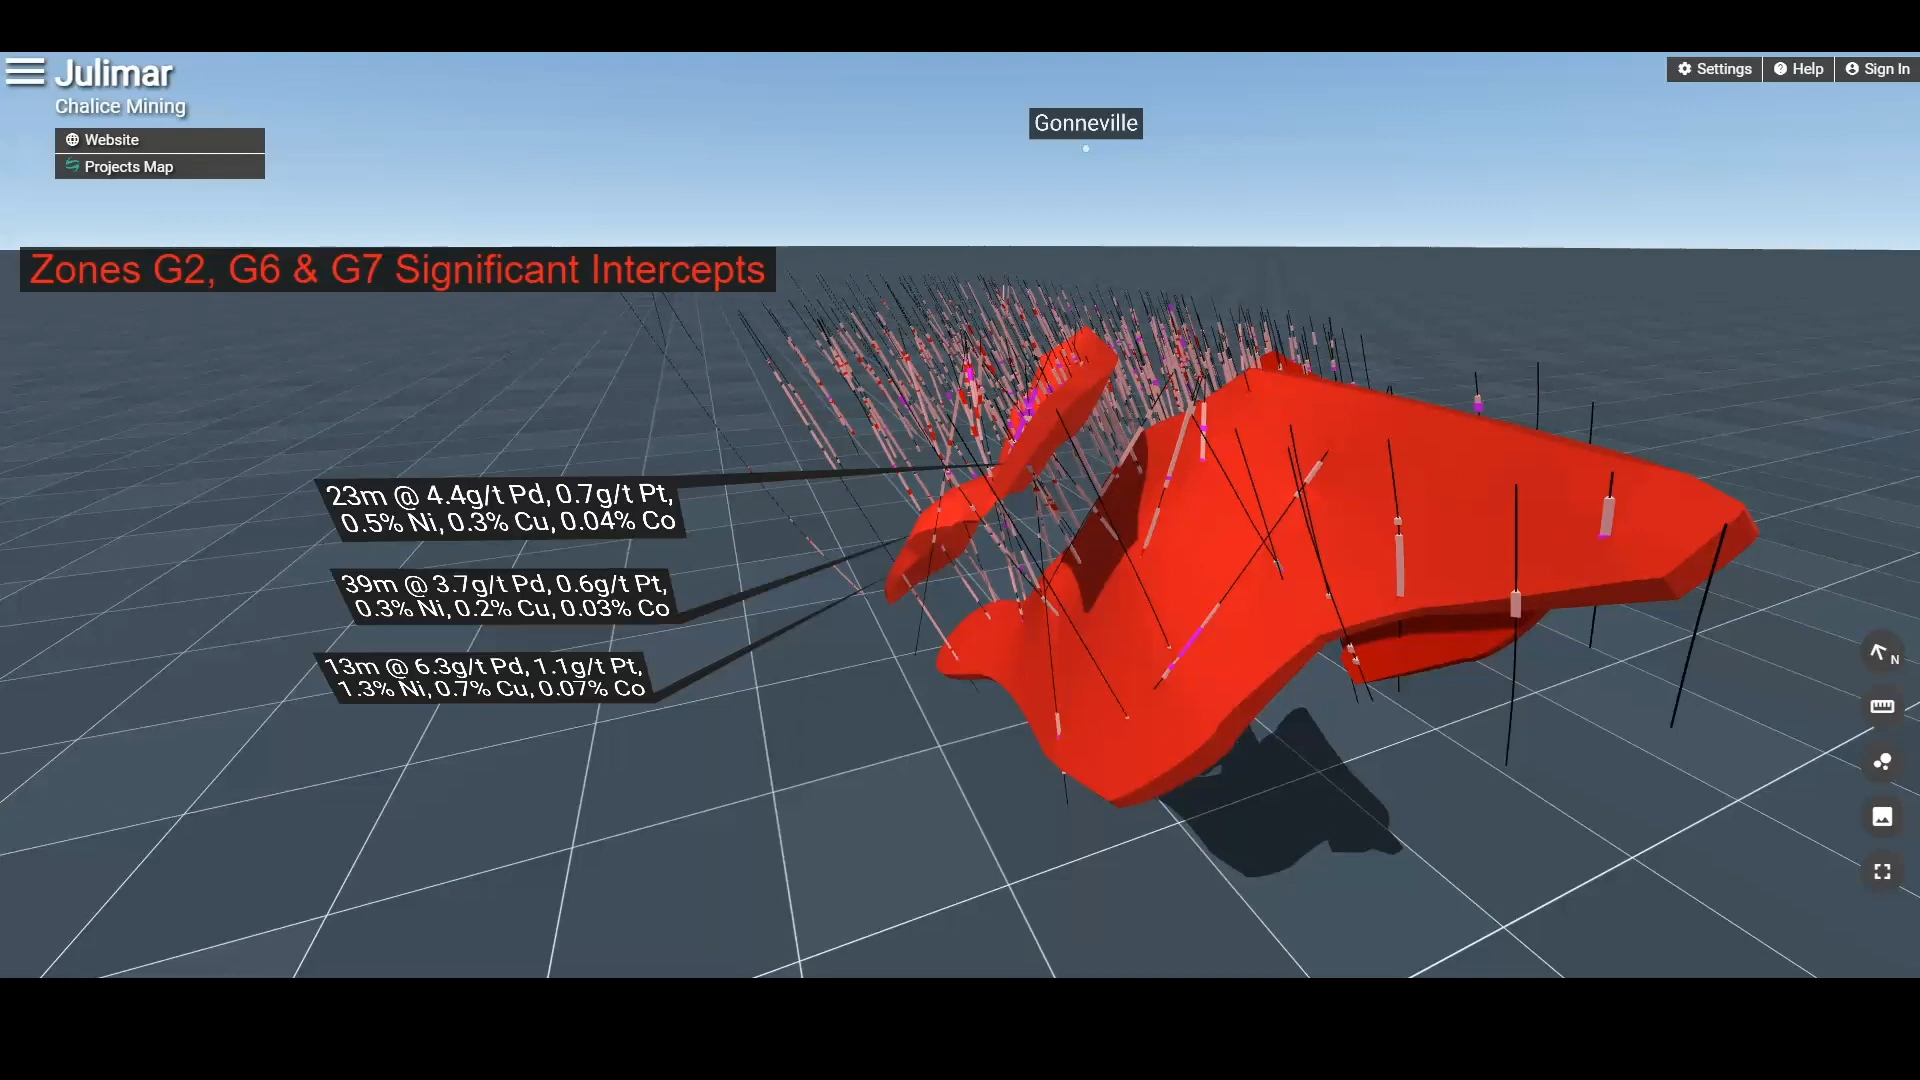 Julimar
Chalice Mining
Website
Projects Map
Settings
Help
Sign In
Gonneville
Zones G2, G6 & G7 Significant Intercepts
23m @ 4.4g/t Pd, 0.7g/t Pt,
0.5% Ni, 0.3% Cu, 0.04% Co
39m @ 3.7g/t Pd, 0.6g/t Pt,
0.3% Ni, 0.2% Cu, 0.03% Co
13m @ 6.3g/t Pd, 1.1g/t Pt,
1.3% Ni, 0.7% Cu, 0.07% Co
N